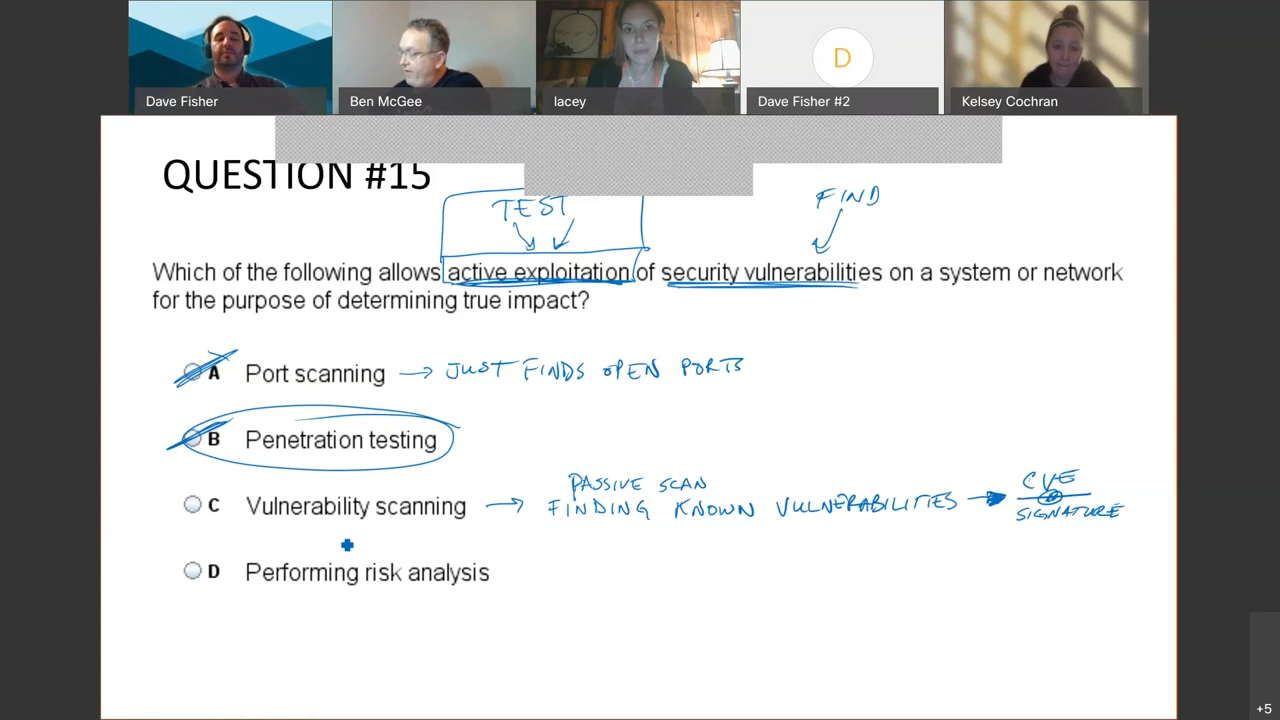 Dave Fisher
Ben McGee
lacey
D
Dave Fisher #2
Kelsey Cochran
QUESTION #15
TEST
FIND
Which of the following allows active exploitation of security vulnerabilities on a system or network
for the purpose of determining true impact?
A Port scanning → JUST FINDS OPEN PORTS
B Penetration testing
PASSIVE SCAN
CVE
C Vulnerability scanning → FINDING KNOWN VULNERABILITIES →
SIGNATURE
D Performing risk analysis
+5